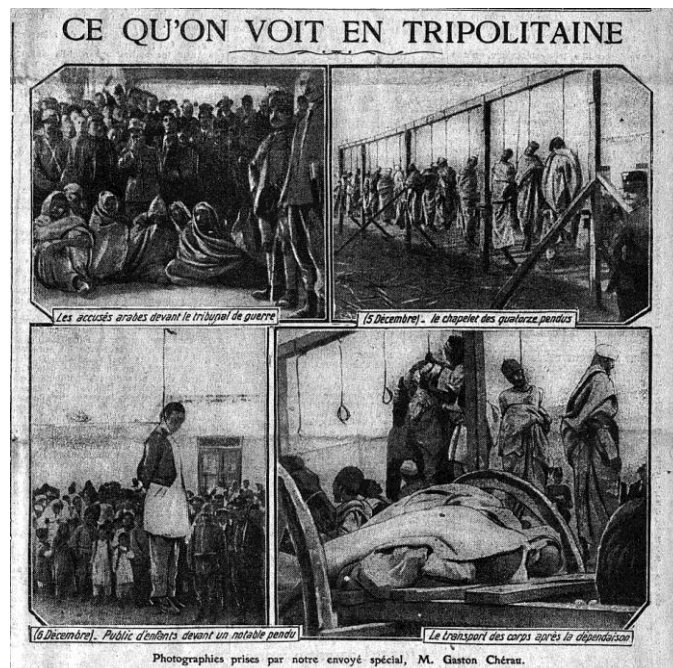 CE QU'ON VOIT EN TRIPOLITAINE
Les accusés arabes devant le tribunal de guerre
(5 Décembre)_ le chapelet des quatorze pendus
(6 Décembre)_ Public d'enfants devant un notable pendu
Le transport des corps après la dépendaison
Photographies prises par notre envoyé spécial, M. Gaston Chérau.